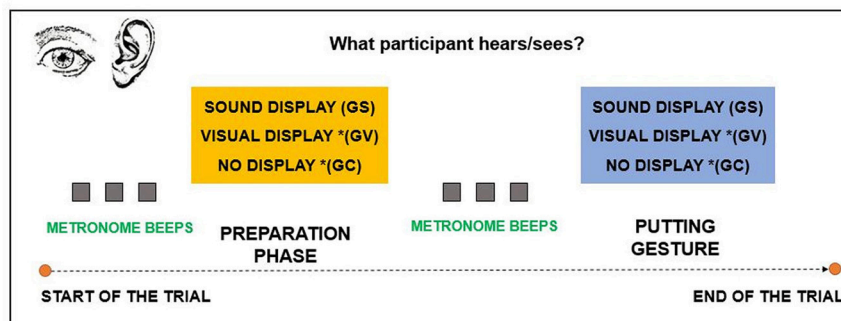 What participant hears/sees?
SOUND DISPLAY (GS)
VISUAL DISPLAY *(GV)
NO DISPLAY *(GC)
SOUND DISPLAY (GS)
VISUAL DISPLAY *(GV)
NO DISPLAY *(GC)
METRONOME BEEPS
PREPARATION
PHASE
METRONOME BEEPS
PUTTING
GESTURE
START OF THE TRIAL
END OF THE TRIAL